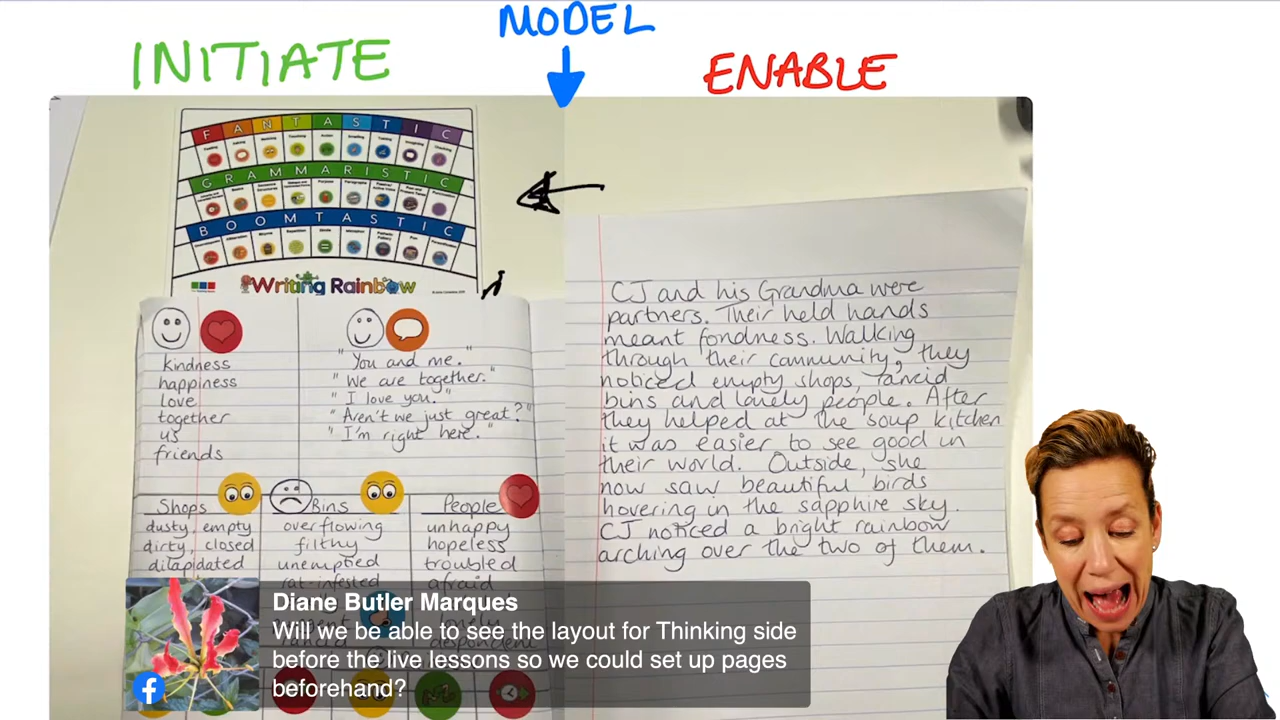 INITIATE
MODEL
ENABLE
FANTASTIC
GRAMMARISTIC
BOOMTASTIC
Writing Rainbow
kindness
happiness
love
together
us
friends
"You and me."
"We are together."
"I love you."
"Aren't we just great?"
"I'm right here."
Shops
dusty, empty
dirty, closed
dilapidated
Bins
overflowing
filthy
unemptied
rat-infested
People
unhappy
hopeless
troubled
afraid
CJ and his Grandma were
partners. Their held hands
meant fondness. Walking
through their community, they
noticed empty shops, rancid
bins and lonely people. After
they helped at the soup kitchen
it was easier to see good in
their world. Outside, she
now saw beautiful birds
hovering in the sapphire sky.
CJ noticed a bright rainbow
arching over the two of them.
Diane Butler Marques
Will we be able to see the layout for Thinking side
before the live lessons so we could set up pages
beforehand?